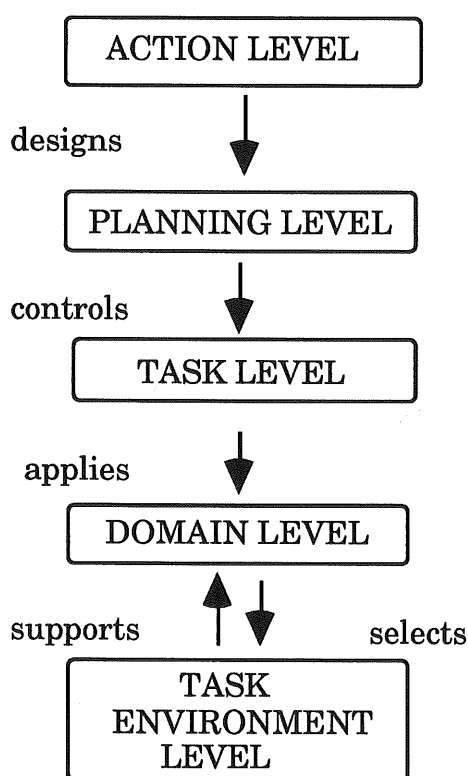 ACTION LEVEL
designs
PLANNING LEVEL
controls
TASK LEVEL
applies
DOMAIN LEVEL
supports
selects
TASK
ENVIRONMENT
LEVEL